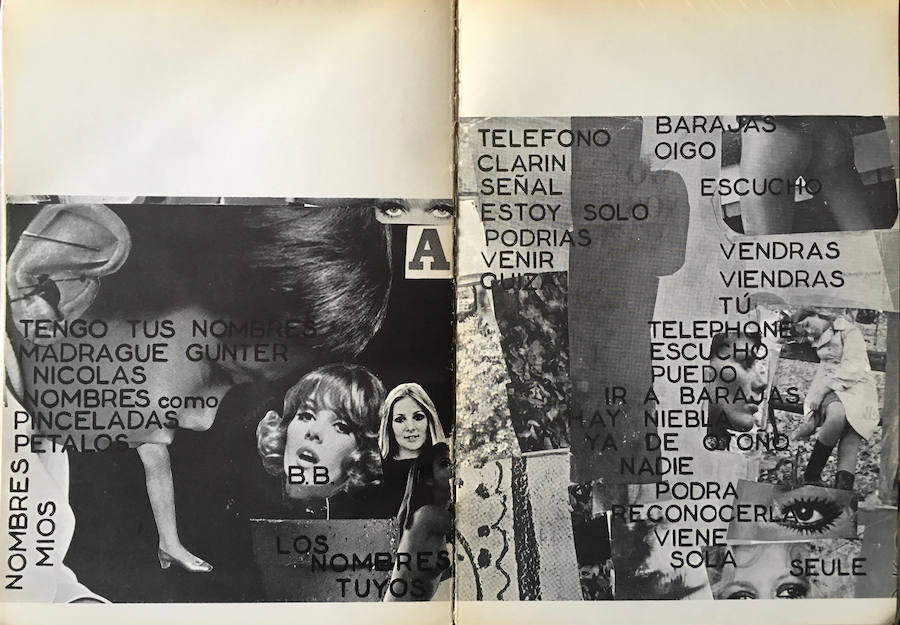 A
TENGO TUS NOMBRES
MADRAGUE GUNTER
NICOLAS
NOMBRES como
PINCELADAS
PETALOS
NOMBRES
MIOS
B.B.
LOS
NOMBRES
TUYOS
TELEFONO
CLARIN
SEÑAL
ESTOY SOLO
PODRIAS
VENIR
QUIZA
BARAJAS
OIGO
ESCUCHO
VENDRAS
VIENDRAS
TÚ
TELEPHONE
ESCUCHO
PUEDO
IR A BARAJAS
HAY NIEBLA
YA DE OTOÑO
NADIE
PODRA
RECONOCERLA
VIENE
SOLA
SEULE